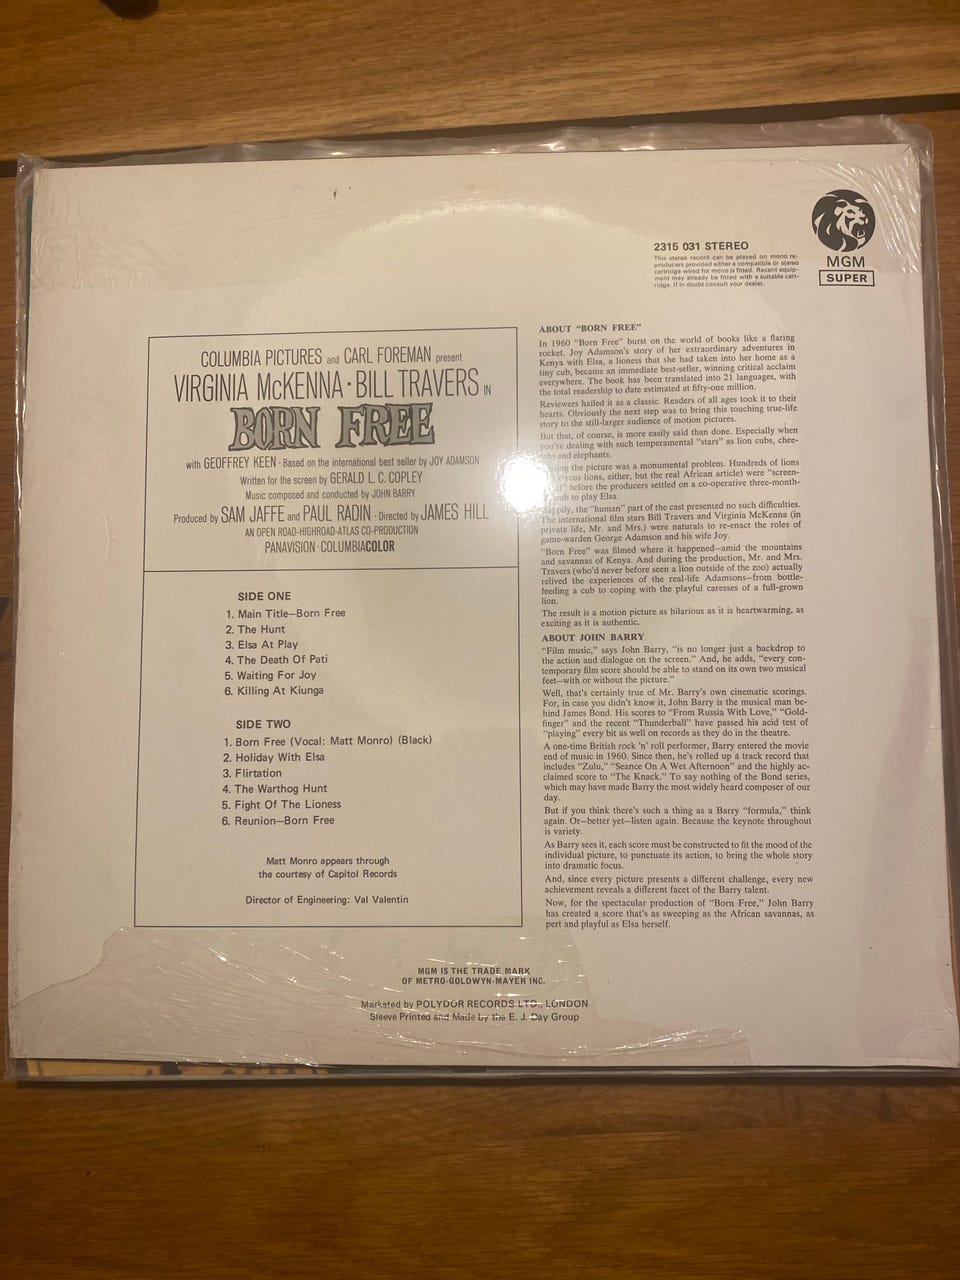 2315 031 STEREO
This stereo record can be played on mono re-
producers provided either a compatible or stereo
cartridge wired for mono is fitted. Recent equip-
ment may already be fitted with a suitable cart-
ridge. If in doubt consult your dealer.
MGM
SUPER
COLUMBIA PICTURES and CARL FOREMAN present
VIRGINIA McKENNA · BILL TRAVERS IN
BORN FREE
with GEOFFREY KEEN · Based on the international best seller by JOY ADAMSON
Written for the screen by GERALD L. C. COPLEY
Music composed and conducted by JOHN BARRY
Produced by SAM JAFFE and PAUL RADIN · Directed by JAMES HILL
AN OPEN ROAD-HIGHROAD-ATLAS CO-PRODUCTION
PANAVISION · COLUMBIACOLOR
SIDE ONE
1. Main Title—Born Free
2. The Hunt
3. Elsa At Play
4. The Death Of Pati
5. Waiting For Joy
6. Killing At Kiunga
SIDE TWO
1. Born Free (Vocal: Matt Monro) (Black)
2. Holiday With Elsa
3. Flirtation
4. The Warthog Hunt
5. Fight Of The Lioness
6. Reunion—Born Free
Matt Monro appears through
the courtesy of Capitol Records
Director of Engineering: Val Valentin
ABOUT "BORN FREE"
In 1960 "Born Free" burst on the world of books like a flaring
rocket. Joy Adamson's story of her extraordinary adventures in
Kenya with Elsa, a lioness that she had taken into her home as a
tiny cub, became an immediate best-seller, winning critical acclaim
everywhere. The book has been translated into 21 languages, with
the total readership to date estimated at fifty-one million.
Reviewers hailed it as a classic. Readers of all ages took it to their
hearts. Obviously the next step was to bring this touching true-life
story to the still-larger audience of motion pictures.
But that, of course, is more easily said than done. Especially when
you're dealing with such temperamental "stars" as lion cubs, chee-
tahs and elephants.
the picture was a monumental problem. Hundreds of lions
lions, either, but the real African article) were "screen-
before the producers settled on a co-operative three-month-
cub to play Elsa.
Happily, the "human" part of the cast presented no such difficulties.
The international film stars Bill Travers and Virginia McKenna (in
private life, Mr. and Mrs.) were naturals to re-enact the roles of
game-warden George Adamson and his wife Joy.
"Born Free" was filmed where it happened—amid the mountains
and savannas of Kenya. And during the production, Mr. and Mrs.
Travers (who'd never before seen a lion outside of the zoo) actually
relived the experiences of the real-life Adamsons—from bottle-
feeding a cub to coping with the playful caresses of a full-grown
lion.
The result is a motion picture as hilarious as it is heartwarming, as
exciting as it is authentic.
ABOUT JOHN BARRY
"Film music," says John Barry, "is no longer just a backdrop to
the action and dialogue on the screen." And, he adds, "every con-
temporary film score should be able to stand on its own two musical
feet—with or without the picture."
Well, that's certainly true of Mr. Barry's own cinematic scorings.
For, in case you didn't know it, John Barry is the musical man be-
hind James Bond. His scores to "From Russia With Love," "Gold-
finger" and the recent "Thunderball" have passed his acid test of
"playing" every bit as well on records as they do in the theatre.
A one-time British rock 'n' roll performer, Barry entered the movie
end of music in 1960. Since then, he's rolled up a track record that
includes "Zulu," "Seance On A Wet Afternoon" and the highly ac-
claimed score to "The Knack." To say nothing of the Bond series,
which may have made Barry the most widely heard composer of our
day.
But if you think there's such a thing as a Barry "formula," think
again. Or—better yet—listen again. Because the keynote throughout
is variety.
As Barry sees it, each score must be constructed to fit the mood of the
individual picture, to punctuate its action, to bring the whole story
into dramatic focus.
And, since every picture presents a different challenge, every new
achievement reveals a different facet of the Barry talent.
Now, for the spectacular production of "Born Free," John Barry
has created a score that's as sweeping as the African savannas, as
pert and playful as Elsa herself.
MGM IS THE TRADE MARK
OF METRO-GOLDWYN-MAYER INC.
Marketed by POLYDOR RECORDS LTD., LONDON
Sleeve Printed and Made by the E. J. Day Group